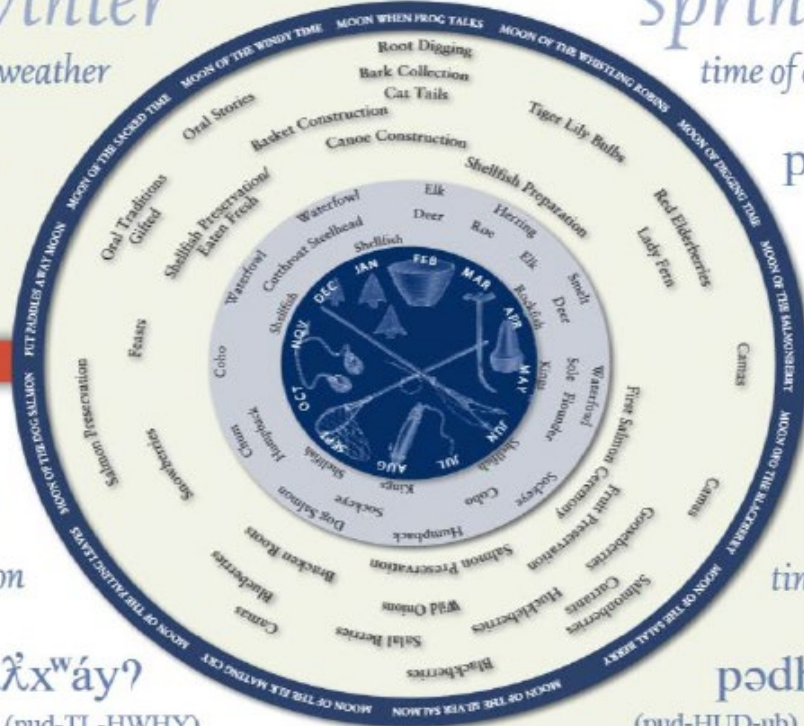 weather
time of
MOON WHEN FROG TALKS
MOON OF THE WHISTLING ROBINS
MOON OF DIGGING TIME
MOON OF THE SALMONBERRY
MOON OFO THE BLACKBERRY
MOON OF THE SALAL BERRY
MOON OF THE SILVER SALMON
MOON OF THE ELK MATING CRY
MOON OF THE FALLING LEAVES
MOON OF THE DOG SALMON
PUT PADDLES AWAY MOON
MOON OF THE SACRED TIME
MOON OF THE WINDY TIME
Root Digging
Bark Collection
Cat Tails
Oral Stories
Basket Construction
Canoe Construction
Tiger Lily Bulbs
Shellfish Preparation
Oral Traditions
Gifted
Shellfish Preservation/
Eaten Fresh
Red Elderberries
Lady Fern
Feasts
Camas
Salmon Preservation
Snowberries
First Salmon Ceremony
Fruit Preservation
Gooseberries
Camas
Salmonberries
Currants
Huckleberries
Salmon Preservation
Wild Onions
Salal Berries
Blackberries
Bracken Roots
Blueberries
Camas
Waterfowl
Elk
Herring
Smelt
Waterfowl
Sockeye
Humpback
Dog Salmon
Chum
Coho
Waterfowl
Cutthroat Steelhead
Deer
Roe
Elk
Deer
Sole
Flounder
Coho
Sockeye
Humpback
Shellfish
Shellfish
Rockfish
Kings
Shellfish
Kings
Shellfish
JAN
FEB
MAR
APR
MAY
JUN
JUL
AUG
SEPT
OCT
NOV
DEC